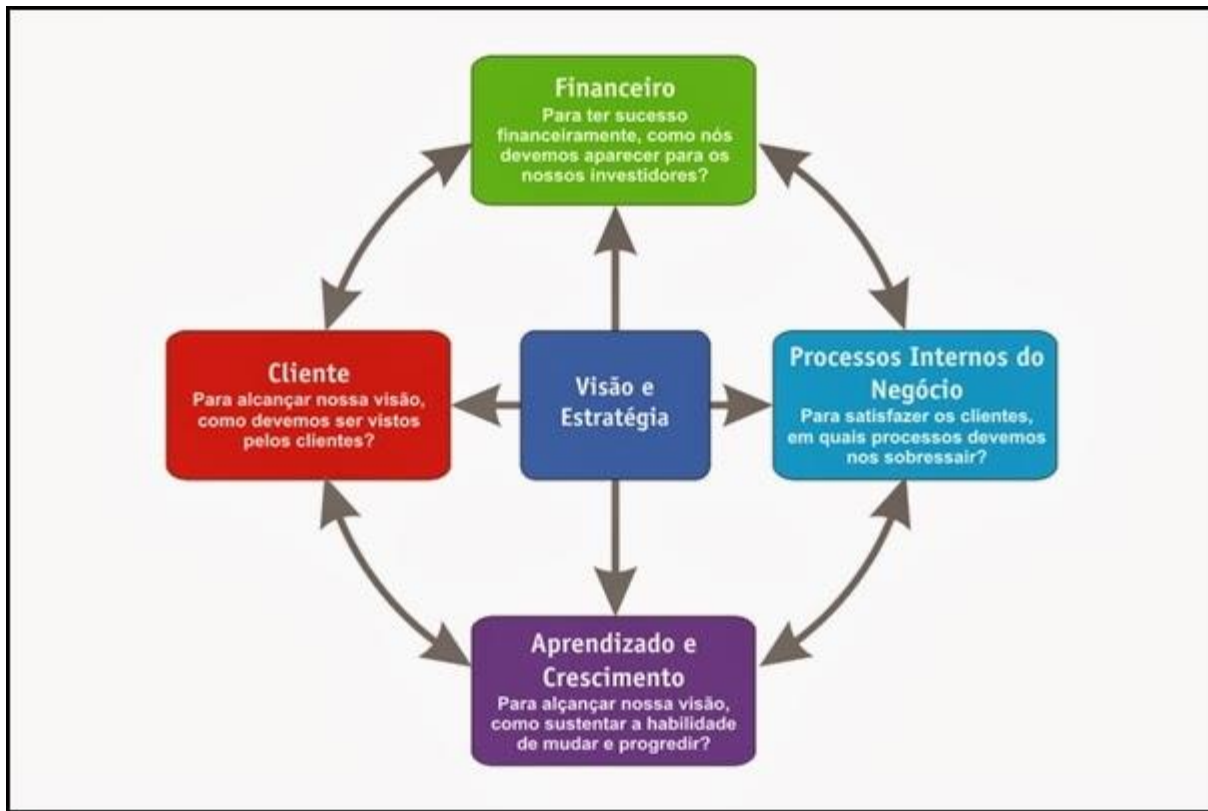 Financeiro
Para ter sucesso
financeiramente, como nós
devemos aparecer para os
nossos investidores?
Cliente
Para alcançar nossa visão,
como devemos ser vistos
pelos clientes?
Visão e
Estratégia
Processos Internos do
Negócio
Para satisfazer os clientes,
em quais processos devemos
nos sobressair?
Aprendizado e
Crescimento
Para alçançar nossa visão,
como sustentar a habilidade
de mudar e progredir?